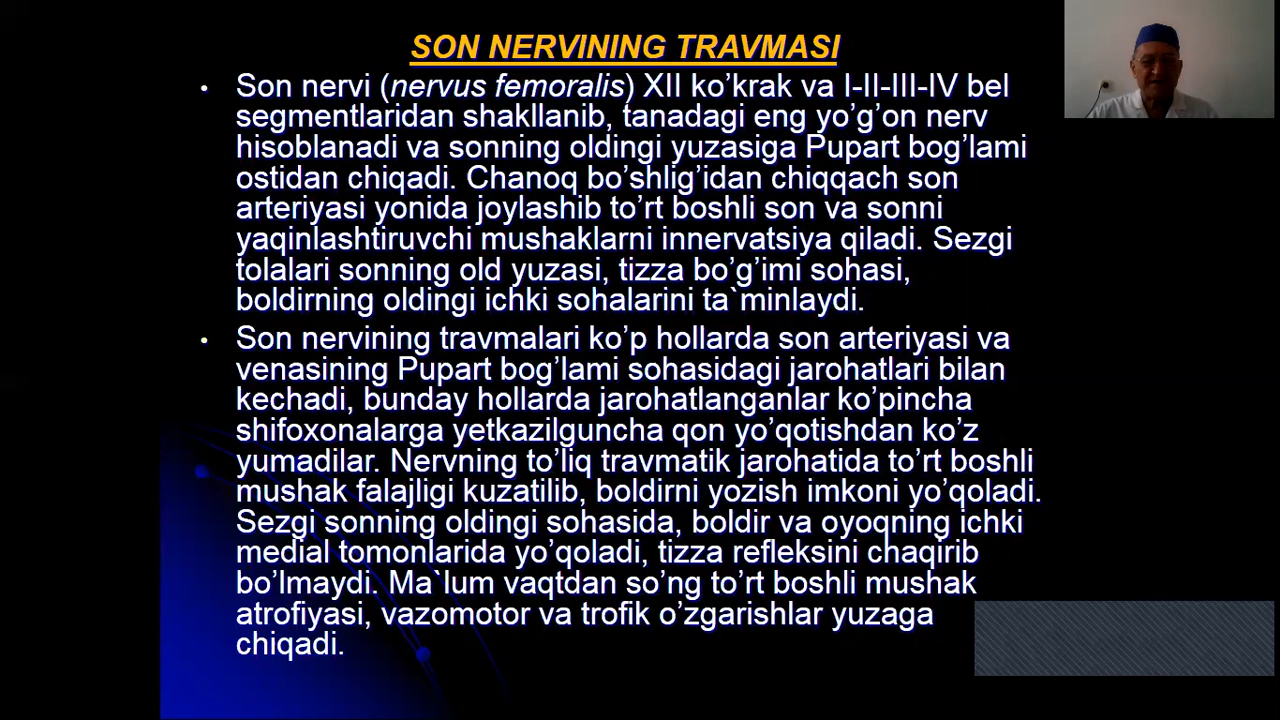 SON NERVINING TRAVMASI
• Son nervi (nervus femoralis) XII ko’krak va I-II-III-IV bel
segmentlaridan shakllanib, tanadagi eng yo’g’on nerv
hisoblanadi va sonning oldingi yuzasiga Pupart bog’lami
ostidan chiqadi. Chanoq bo’shlig’idan chiqqach son
arteriyasi yonida joylashib to’rt boshli son va sonni
yaqinlashtiruvchi mushaklarni innervatsiya qiladi. Sezgi
tolalari sonning old yuzasi, tizza bo’g’imi sohasi,
boldirning oldingi ichki sohalarini ta`minlaydi.
• Son nervining travmalari ko’p hollarda son arteriyasi va
venasining Pupart bog’lami sohasidagi jarohatlari bilan
kechadi, bunday hollarda jarohatlanganlar ko’pincha
shifoxonalarga yetkazilguncha qon yo’qotishdan ko’z
yumadilar. Nervning to’liq travmatik jarohatida to’rt boshli
mushak falajligi kuzatilib, boldirni yozish imkoni yo’qoladi.
Sezgi sonning oldingi sohasida, boldir va oyoqning ichki
medial tomonlarida yo’qoladi, tizza refleksini chaqirib
bo’lmaydi. Ma`lum vaqtdan so’ng to’rt boshli mushak
atrofiyasi, vazomotor va trofik o’zgarishlar yuzaga
chiqadi.